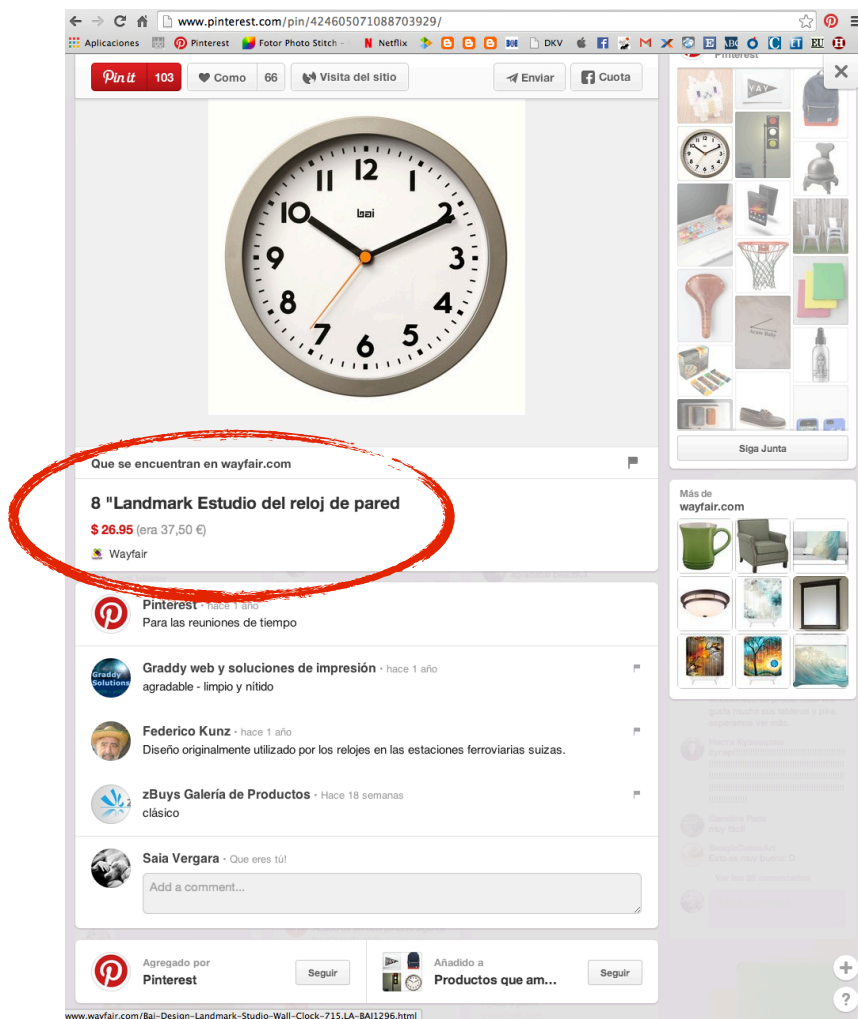 www.pinterest.com/pin/424605071088703929/
Aplicaciones Pinterest Fotor Photo Stitch - Netflix DKV
Pin it 103 Como 66 Visita del sitio Enviar Cuota
Pinterest
YAY
12
11 1
10 bai 2
9 3
8 4
7 6 5
Siga Junta
Que se encuentran en wayfair.com
8 "Landmark Estudio del reloj de pared
$ 26.95 (era 37,50 €)
Wayfair
Más de
wayfair.com
Pinterest · hace 1 año
Para las reuniones de tiempo
Graddy Solutions
Graddy web y soluciones de impresión · hace 1 año
agradable - limpio y nítido
Federico Kunz · hace 1 año
Diseño originalmente utilizado por los relojes en las estaciones ferroviarias suizas.
zBuys Galería de Productos · Hace 18 semanas
clásico
Saia Vergara · Que eres tú!
Add a comment...
Agregado por
Pinterest
Seguir
Añadido a
Productos que am...
Seguir
www.wayfair.com/Bai-Design-Landmark-Studio-Wall-Clock-715.LA-BAI1296.html